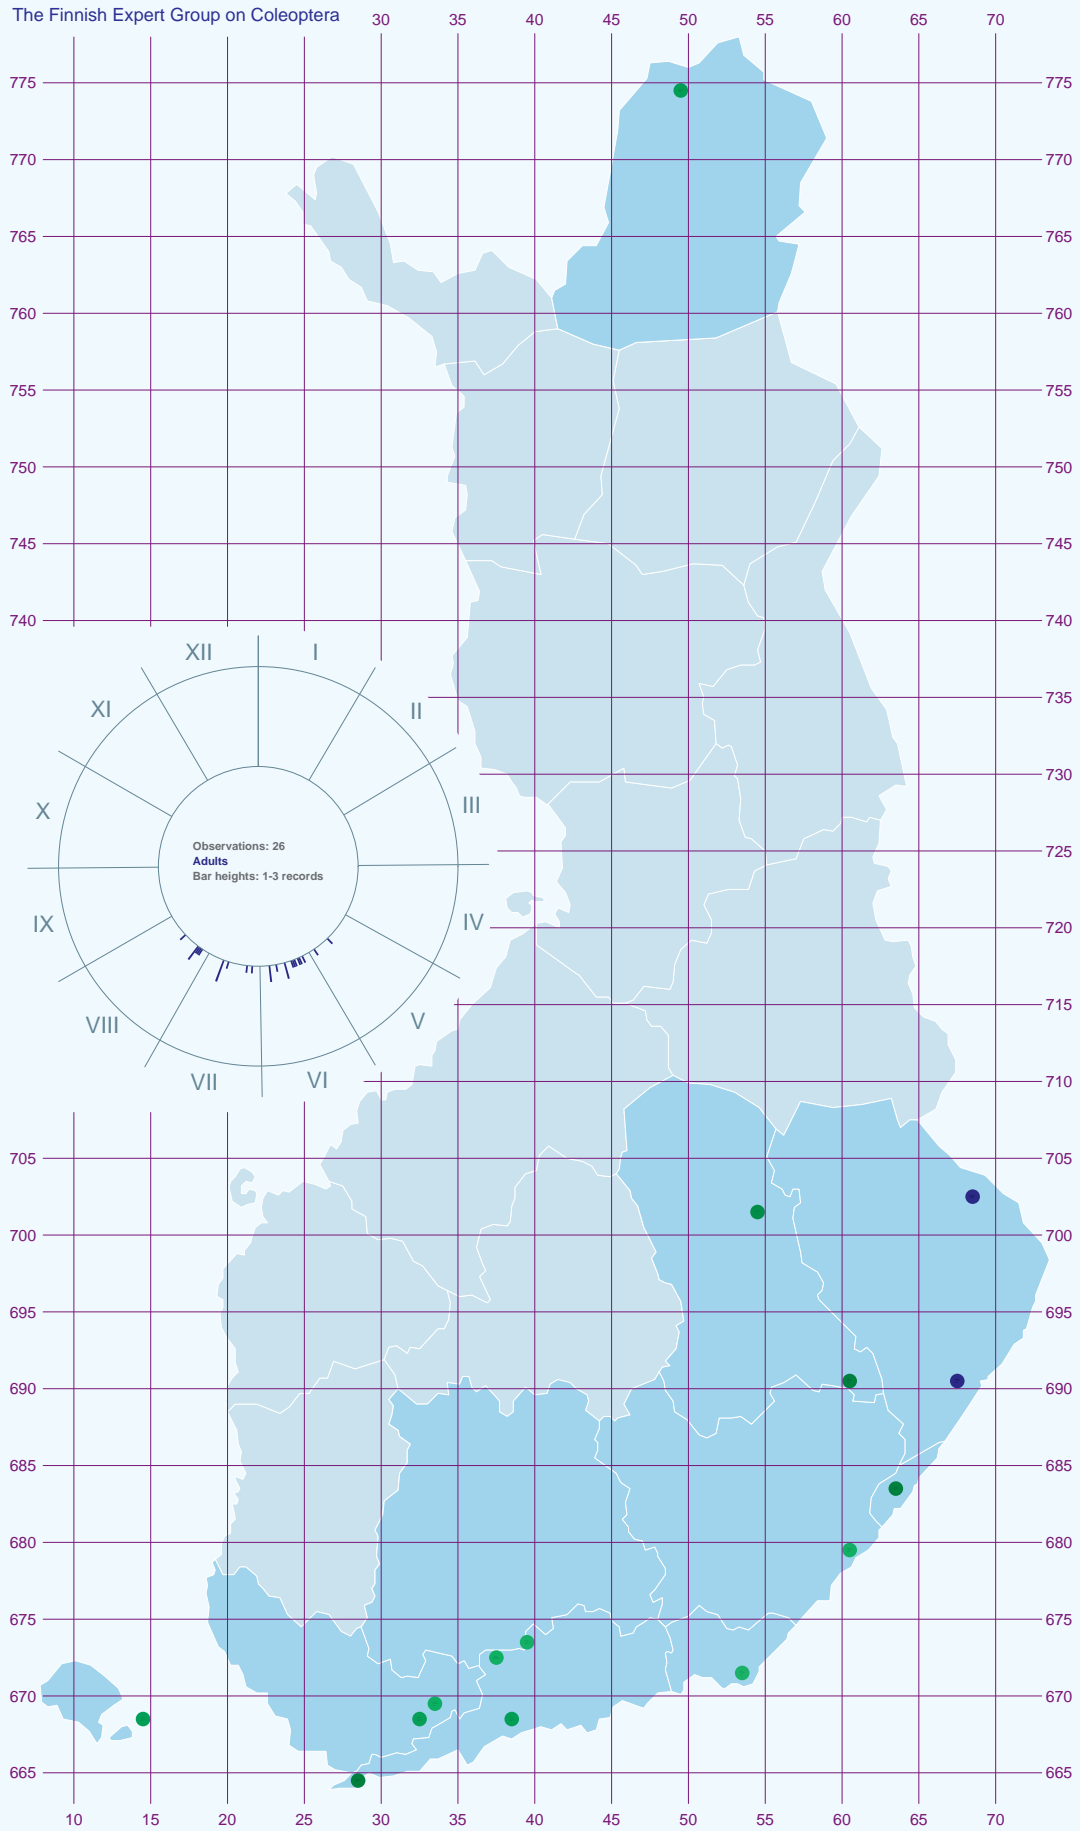 The Finnish Expert Group on Coleoptera
30 35 40 45 50 55 60 65 70
775 775
770 770
765 765
760 760
755 755
750 750
745 745
740 740
XII I
XI II
735
730
X III
725
Observations: 26
Adults
Bar heights: 1-3 records
IX IV
720
715
VIII V
VII VI
710
705 705
700 700
695 695
690 690
685 685
680 680
675 675
670 670
665 665
10 15 20 25 30 35 40 45 50 55 60 65 70